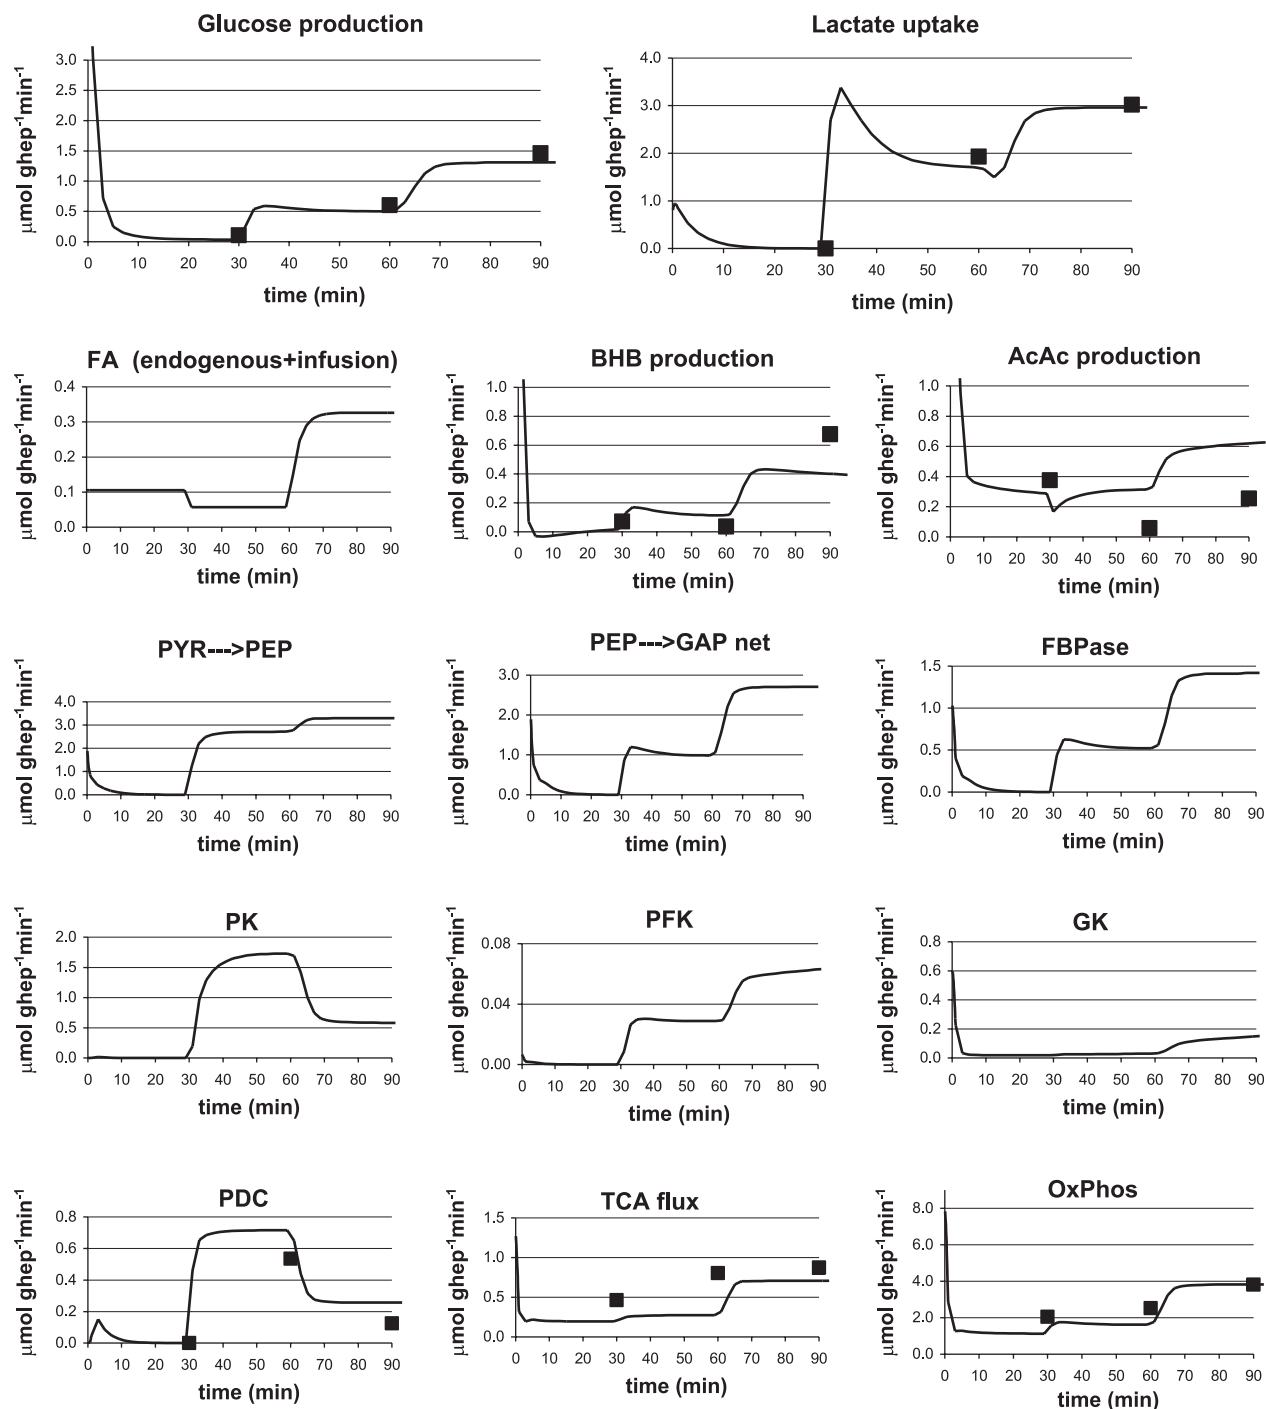 Glucose production
μmol ghep⁻¹min⁻¹
3.0
2.5
2.0
1.5
1.0
0.5
0.0
0 10 20 30 40 50 60 70 80 90
time (min)
Lactate uptake
μmol ghep⁻¹min⁻¹
4.0
3.0
2.0
1.0
0.0
0 10 20 30 40 50 60 70 80 90
time (min)
FA (endogenous+infusion)
μmol ghep⁻¹min⁻¹
0.4
0.3
0.2
0.1
0.0
0 10 20 30 40 50 60 70 80 90
time (min)
BHB production
μmol ghep⁻¹min⁻¹
1.0
0.8
0.6
0.4
0.2
0.0
0 10 20 30 40 50 60 70 80 90
time (min)
AcAc production
μmol ghep⁻¹min⁻¹
1.0
0.8
0.6
0.4
0.2
0.0
0 10 20 30 40 50 60 70 80 90
time (min)
PYR--->PEP
μmol ghep⁻¹min⁻¹
4.0
3.0
2.0
1.0
0.0
0 10 20 30 40 50 60 70 80 90
time (min)
PEP--->GAP net
μmol ghep⁻¹min⁻¹
3.0
2.0
1.0
0.0
0 10 20 30 40 50 60 70 80 90
time (min)
FBPase
μmol ghep⁻¹min⁻¹
1.5
1.0
0.5
0.0
0 10 20 30 40 50 60 70 80 90
time (min)
PK
μmol ghep⁻¹min⁻¹
2.0
1.5
1.0
0.5
0.0
0 10 20 30 40 50 60 70 80 90
time (min)
PFK
μmol ghep⁻¹min⁻¹
0.08
0.04
0.00
0 10 20 30 40 50 60 70 80 90
time (min)
GK
μmol ghep⁻¹min⁻¹
0.8
0.6
0.4
0.2
0.0
0 10 20 30 40 50 60 70 80 90
time (min)
PDC
μmol ghep⁻¹min⁻¹
0.8
0.6
0.4
0.2
0.0
0 10 20 30 40 50 60 70 80 90
time (min)
TCA flux
μmol ghep⁻¹min⁻¹
1.5
1.0
0.5
0.0
0 10 20 30 40 50 60 70 80 90
time (min)
OxPhos
μmol ghep⁻¹min⁻¹
8.0
6.0
4.0
2.0
0.0
0 10 20 30 40 50 60 70 80 90
time (min)